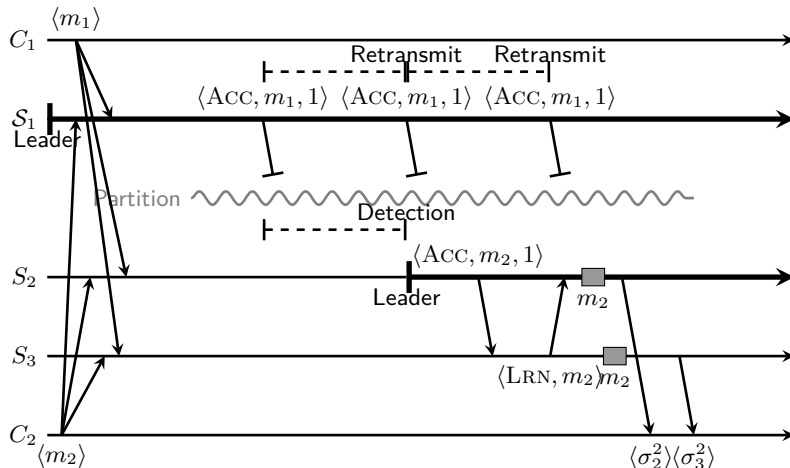 ⟨m₁⟩
C₁
Retransmit Retransmit
⟨ACC, m₁, 1⟩ ⟨ACC, m₁, 1⟩ ⟨ACC, m₁, 1⟩
S₁
Leader
Partition
Detection
⟨ACC, m₂, 1⟩
S₂
Leader
m₂
S₃
⟨LRN, m₂⟩ m₂
C₂
⟨m₂⟩
⟨σ₂²⟩ ⟨σ₃²⟩